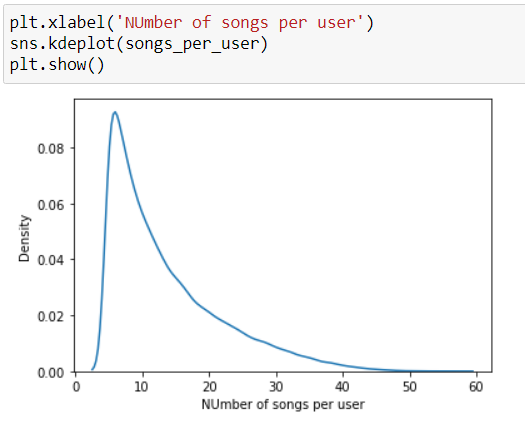 plt.xlabel('NUmber of songs per user')
sns.kdeplot(songs_per_user)
plt.show()
0.08
0.06
0.04
0.02
0.00
Density
0 10 20 30 40 50 60
NUmber of songs per user